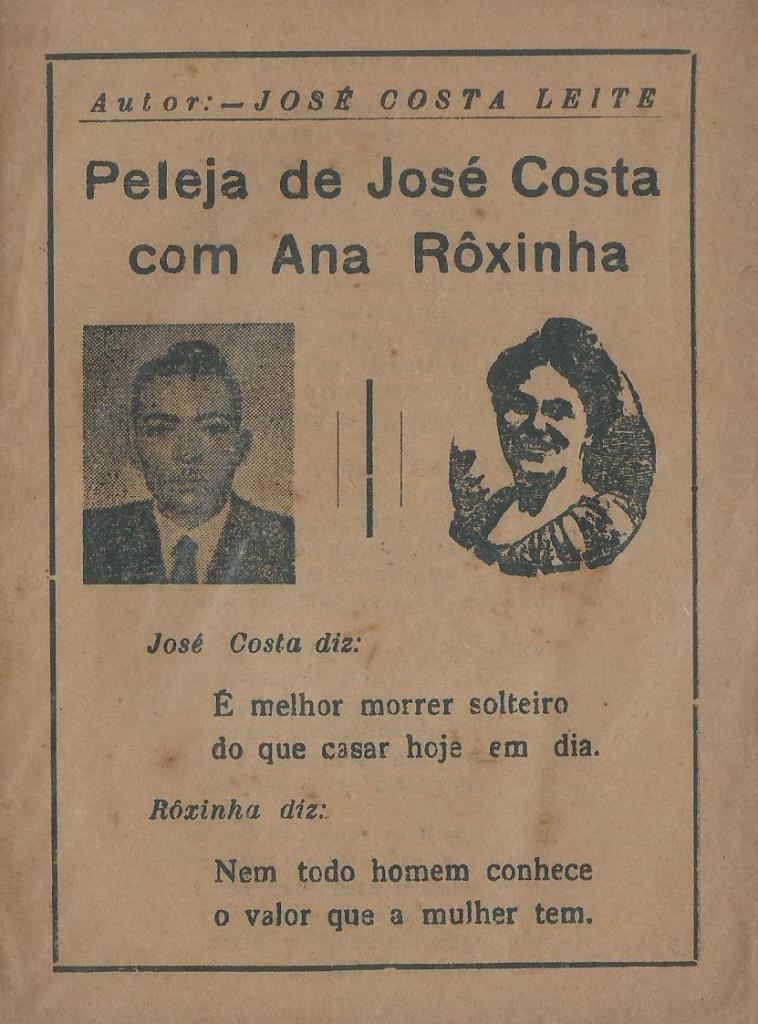 Autor:—JOSÉ COSTA LEITE
Peleja de José Costa
com Ana Rôxinha
José Costa diz:
É melhor morrer solteiro
do que casar hoje em dia.
Rôxinha diz:
Nem todo homem conhece
o valor que a mulher tem.